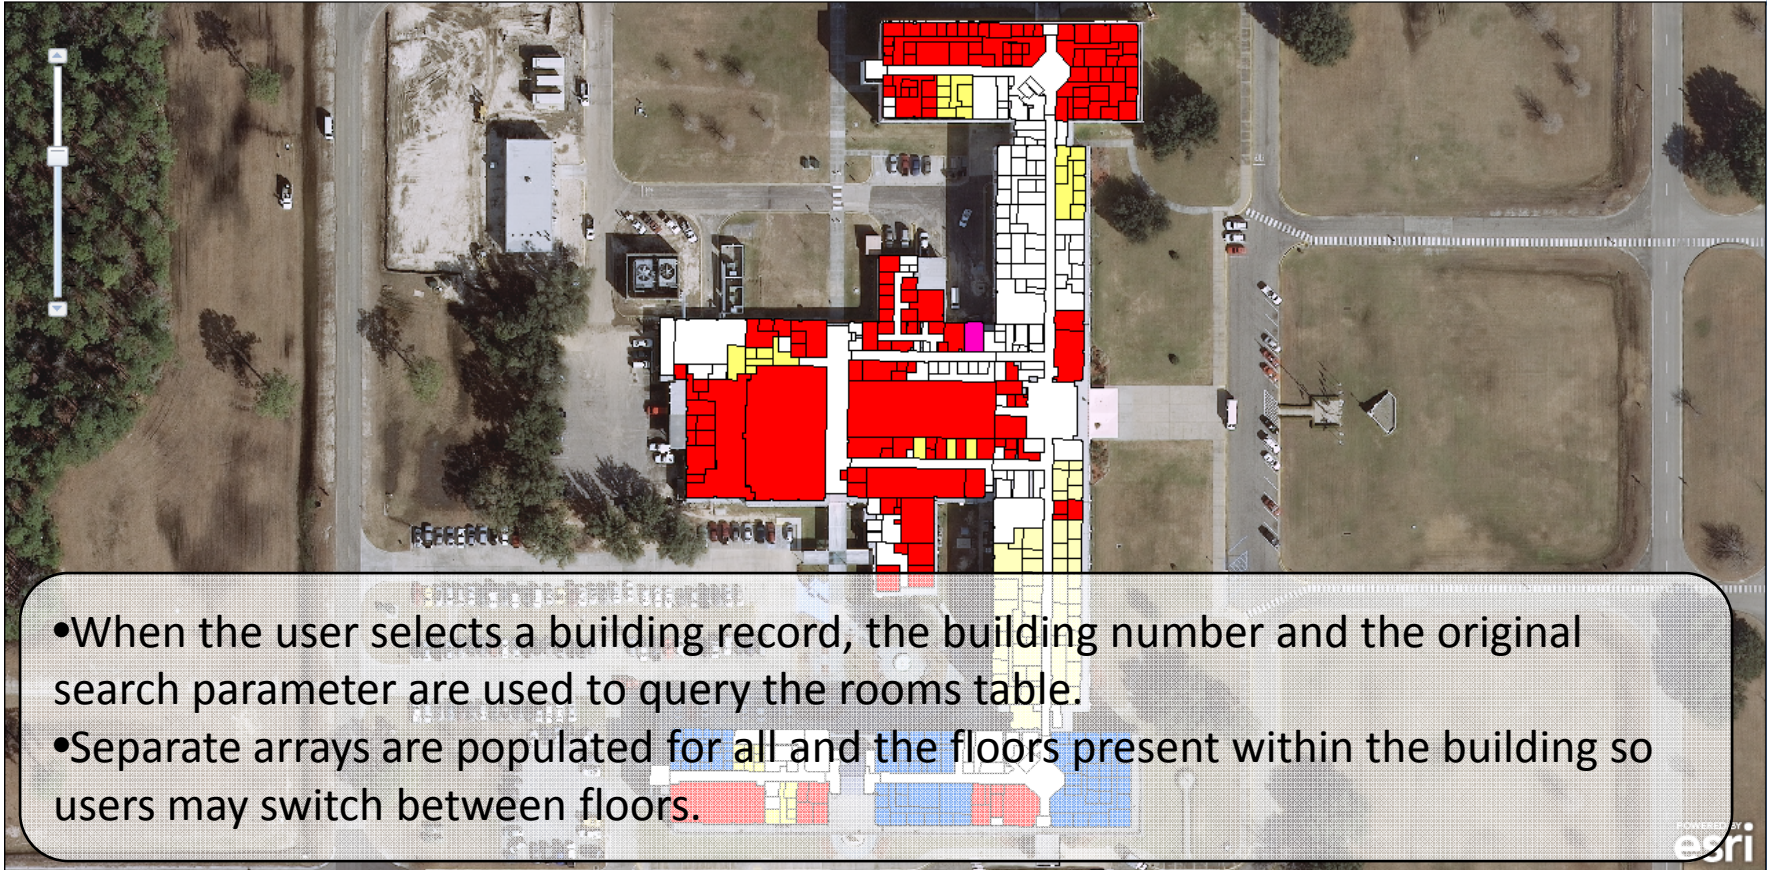 •When the user selects a building record, the building number and the original
search parameter are used to query the rooms table.
•Separate arrays are populated for all and the floors present within the building so
users may switch between floors.
POWERED BY
esri